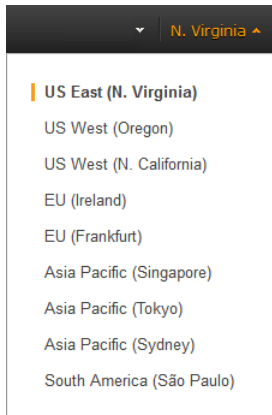 N. Virginia
US East (N. Virginia)
US West (Oregon)
US West (N. California)
EU (Ireland)
EU (Frankfurt)
Asia Pacific (Singapore)
Asia Pacific (Tokyo)
Asia Pacific (Sydney)
South America (São Paulo)